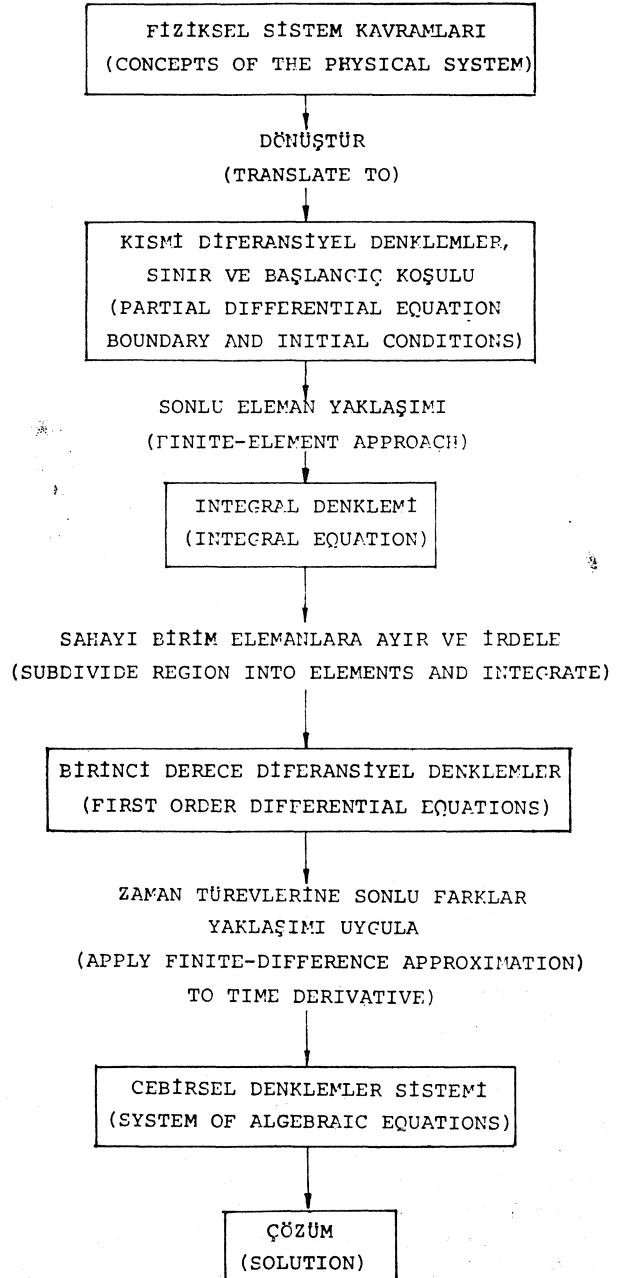 FİZİKSEL SİSTEM KAVRAMLARI
(CONCEPTS OF THE PHYSICAL SYSTEM)
DÖNÜŞTÜR
(TRANSLATE TO)
KISMİ DİFERANSİYEL DENKLEMLER,
SINIR VE BAŞLANCIÇ KOŞULU
(PARTIAL DIFFERENTIAL EQUATION
BOUNDARY AND INITIAL CONDITIONS)
SONLU ELEMAN YAKLAŞIMI
(FINITE-ELEMENT APPROACH)
INTEGRAL DENKLEMİ
(INTEGRAL EQUATION)
SAHAYI BİRİM ELEMANLARA AYIR VE İRDELE
(SUBDIVIDE REGION INTO ELEMENTS AND INTEGRATE)
BİRİNCİ DERECE DİFERANSİYEL DENKLEMLER
(FIRST ORDER DIFFERENTIAL EQUATIONS)
ZAMAN TÜREVLERİNE SONLU FARKLAR
YAKLAŞIMI UYGULA
(APPLY FINITE-DIFFERENCE APPROXIMATION)
TO TIME DERIVATIVE)
CEBİRSEL DENKLEMLER SİSTEMİ
(SYSTEM OF ALGEBRAIC EQUATIONS)
ÇÖZÜM
(SOLUTION)